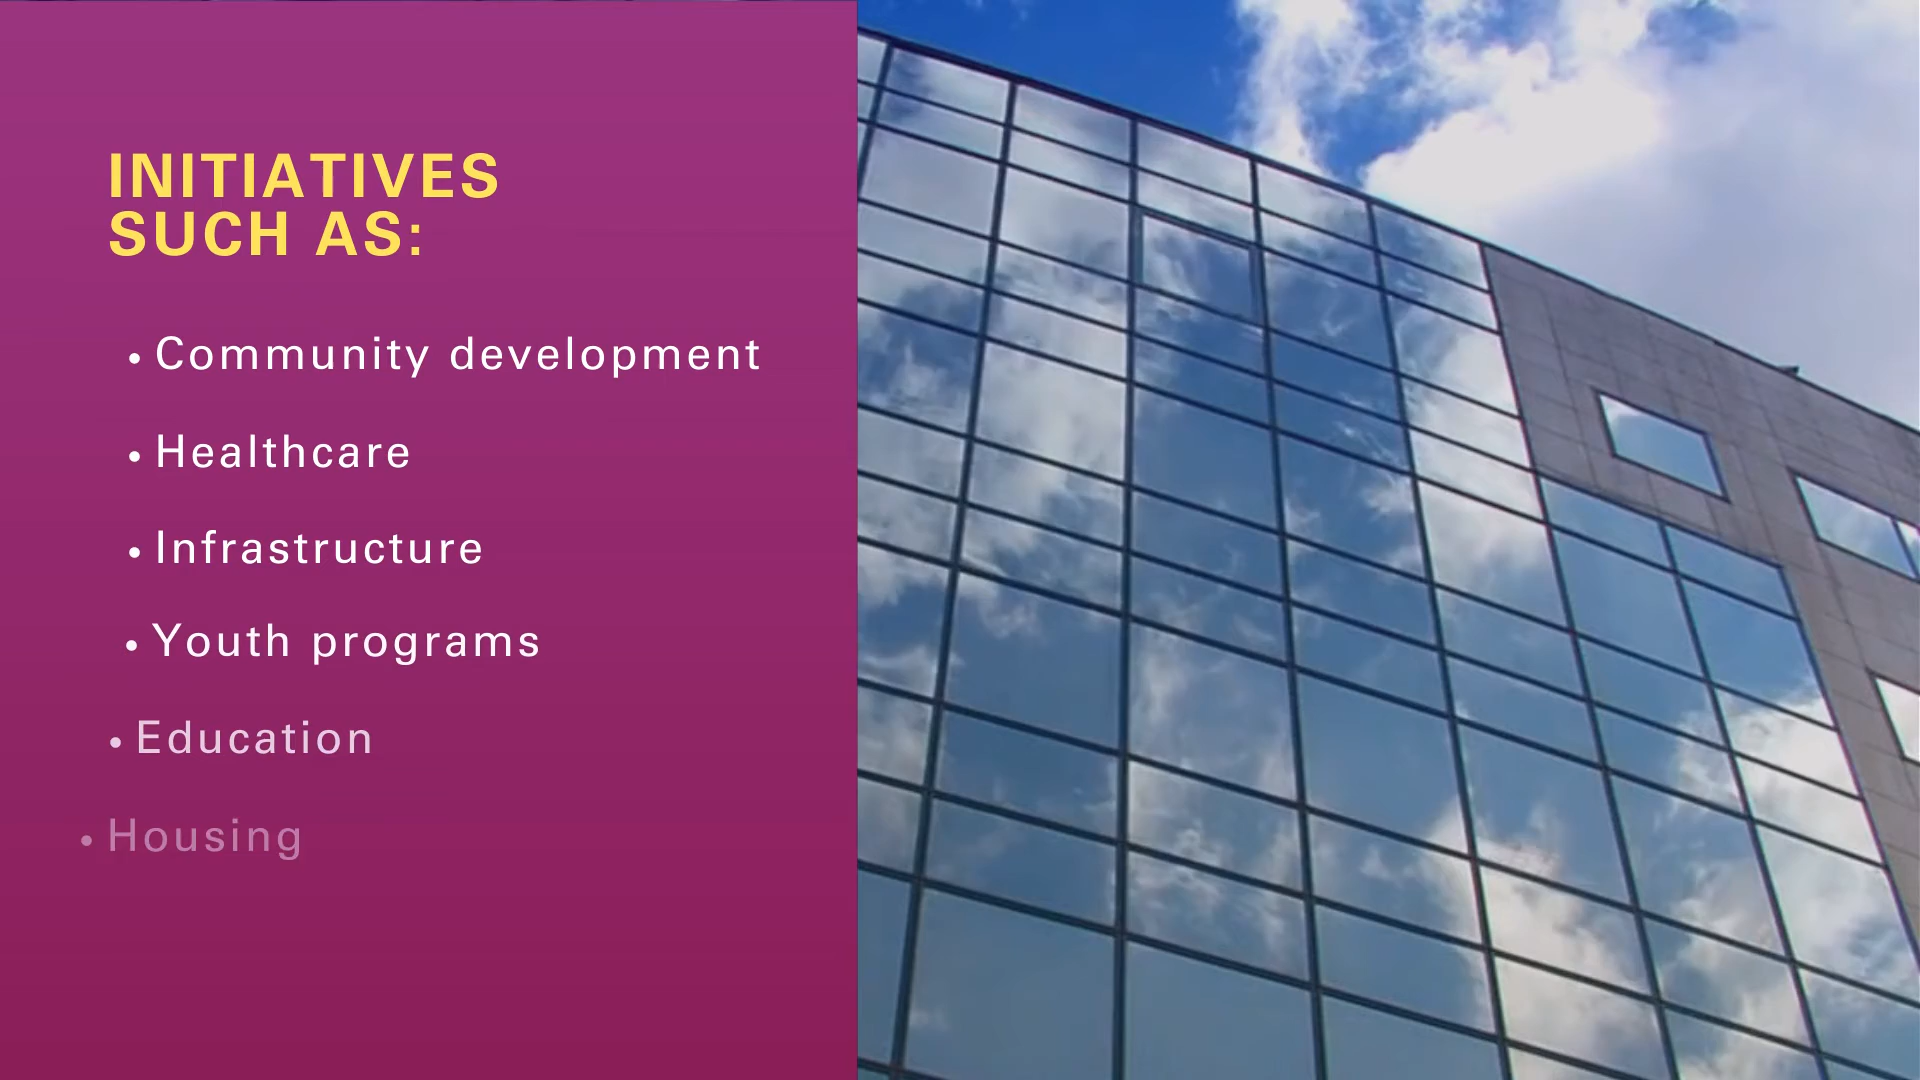 INITIATIVES
SUCH AS:
• Community development
• Healthcare
• Infrastructure
• Youth programs
• Education
• Housing